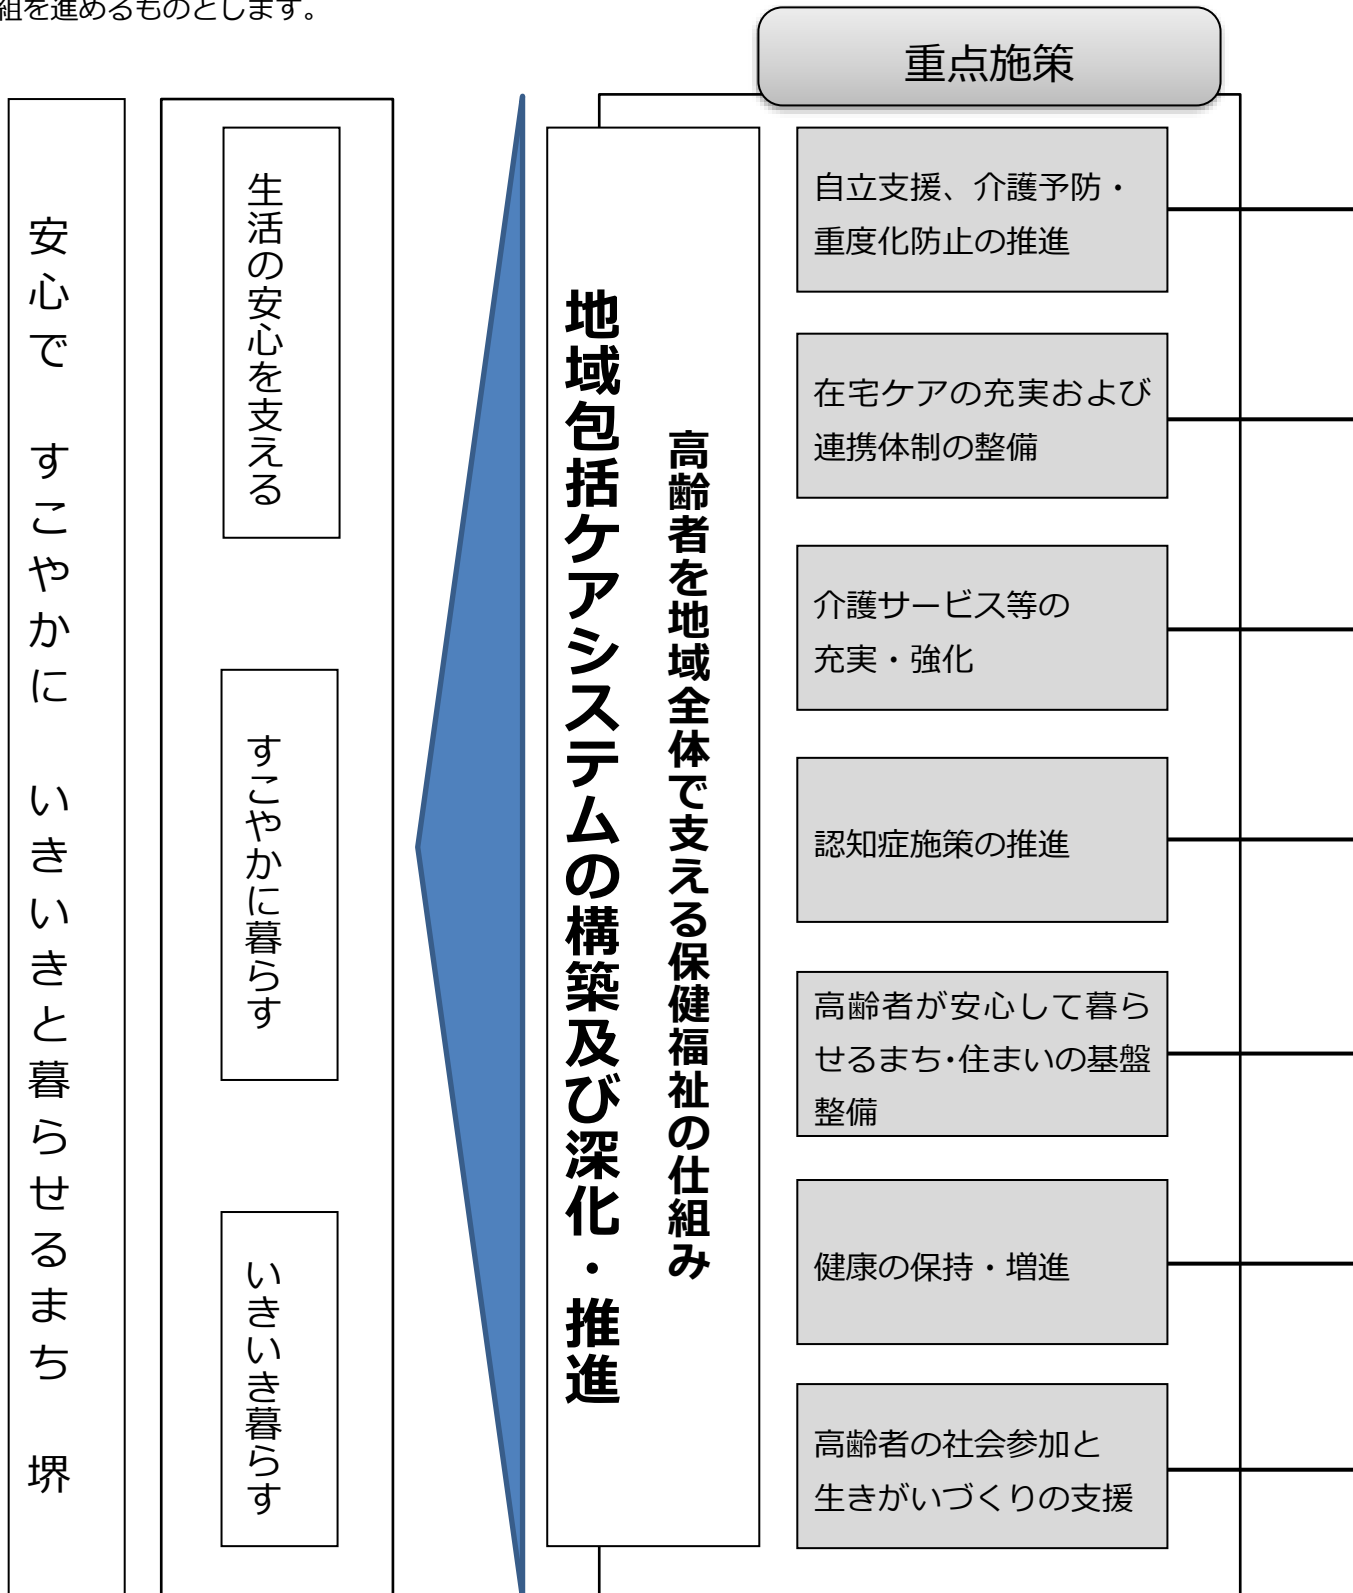 組を進めるものとします。
重点施策
安心で　すこやかに　いきいきと暮らせるまち　堺
生活の安心を支える
すこやかに暮らす
いきいき暮らす
高齢者を地域全体で支える保健福祉の仕組み
地域包括ケアシステムの構築及び深化・推進
自立支援、介護予防・
重度化防止の推進
在宅ケアの充実および
連携体制の整備
介護サービス等の
充実・強化
認知症施策の推進
高齢者が安心して暮ら
せるまち・住まいの基盤
整備
健康の保持・増進
高齢者の社会参加と
生きがいづくりの支援